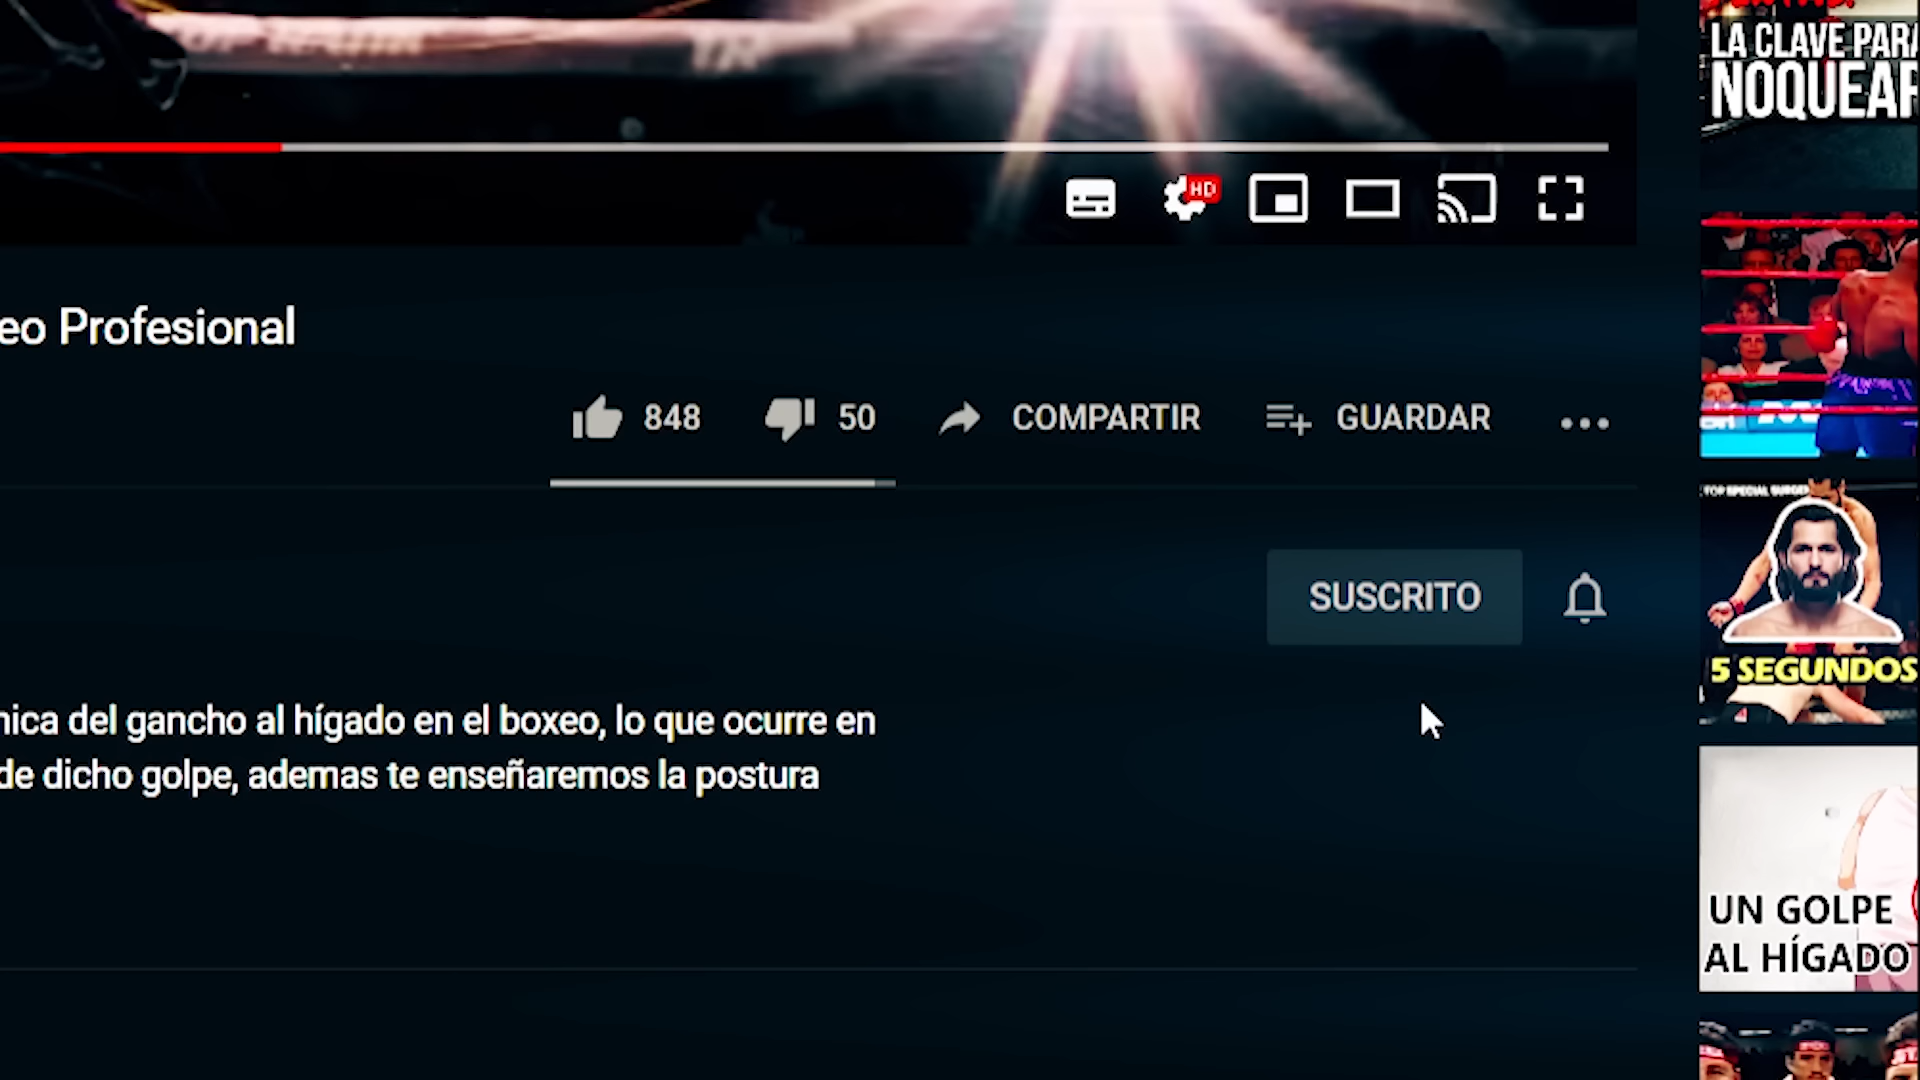 HD
eo Profesional
848
50
COMPARTIR
GUARDAR
SUSCRITO
nica del gancho al hígado en el boxeo, lo que ocurre en
de dicho golpe, ademas te enseñaremos la postura
LA CLAVE PARA
NOQUEAR
TOP SPECIAL
5 SEGUNDOS
UN GOLPE
AL HÍGADO